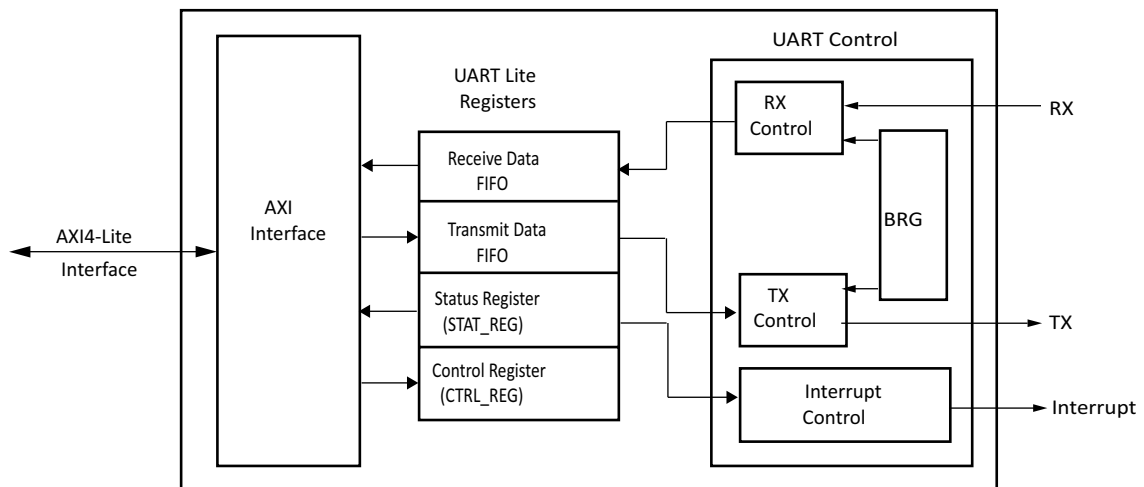 UART Control
UART Lite
Registers
RX
Control
RX
Receive Data
FIFO
AXI
Interface
BRG
AXI4-Lite
Interface
Transmit Data
FIFO
Status Register
(STAT_REG)
TX
Control
TX
Control Register
(CTRL_REG)
Interrupt
Control
Interrupt